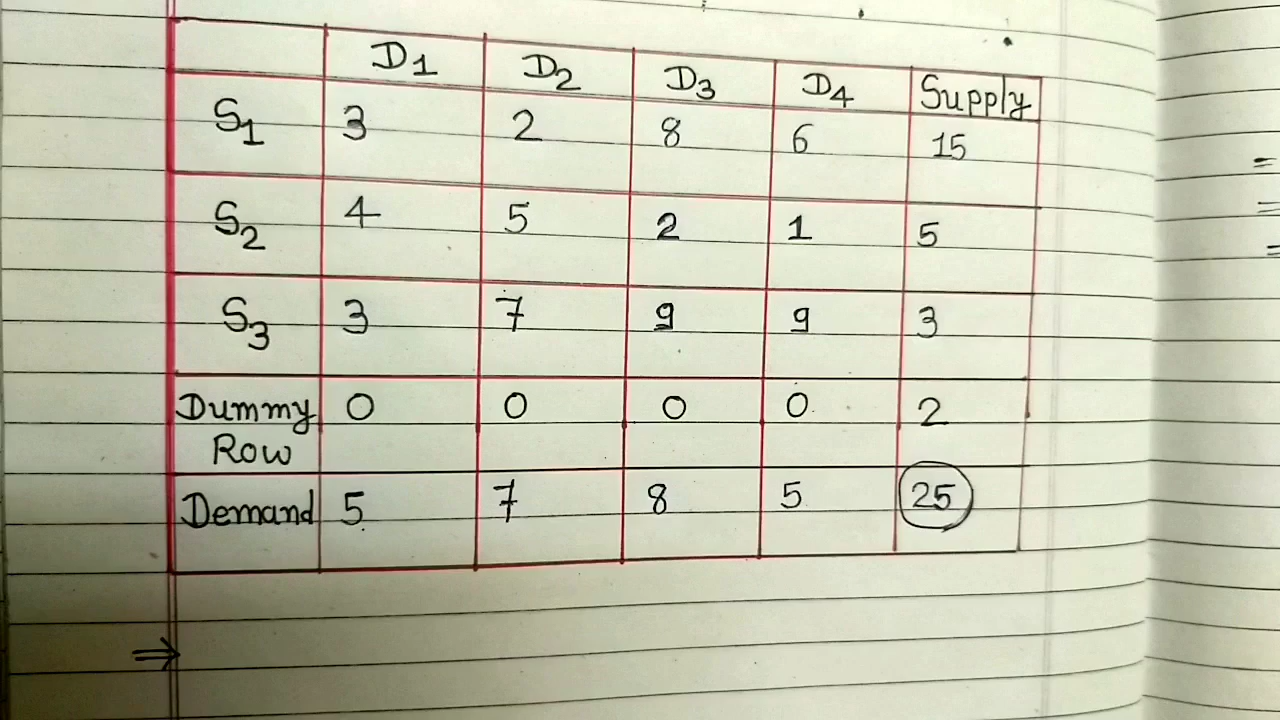 D1 D2 D3 D4 Supply
S1 3 2 8 6 15
S2 4 5 2 1 5
S3 3 7 9 9 3
Dummy Row 0 0 0 0 2
Demand 5 7 8 5 25
⇒
=
=
=